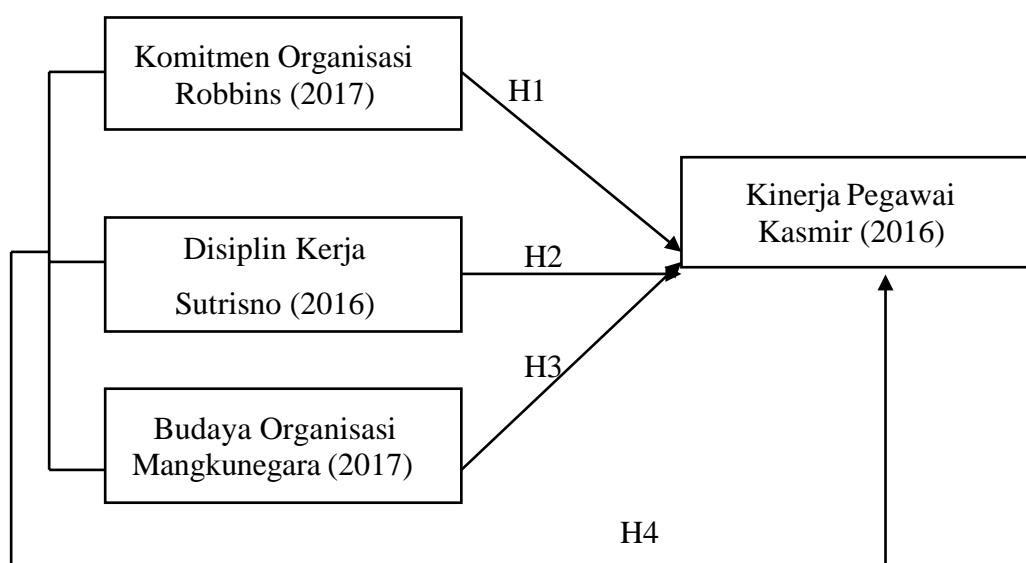 Komitmen Organisasi
Robbins (2017)
H1
Kinerja Pegawai
Kasmir (2016)
Disiplin Kerja
Sutrisno (2016)
H2
H3
Budaya Organisasi
Mangkunegara (2017)
H4